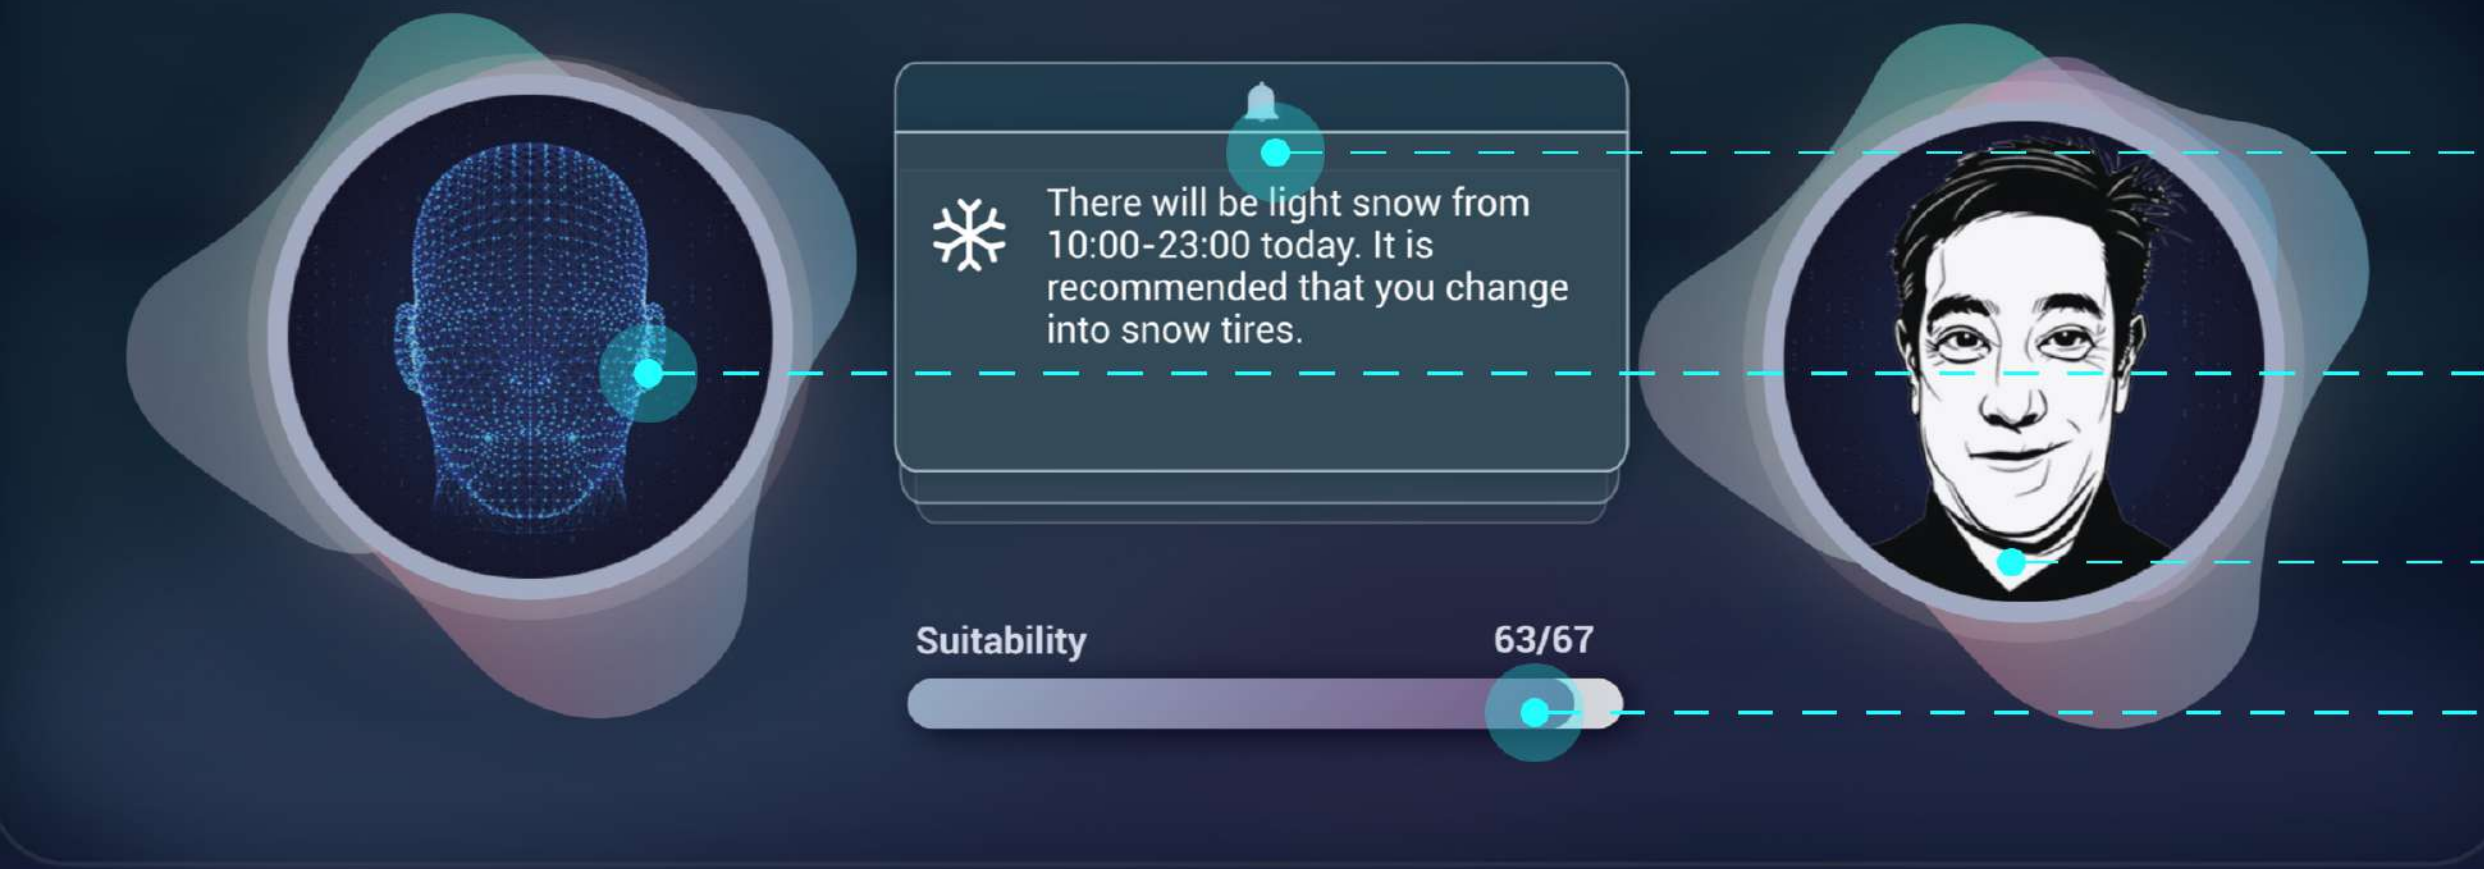 There will be light snow from
10:00-23:00 today. It is
recommended that you change
into snow tires.
Suitability 63/67